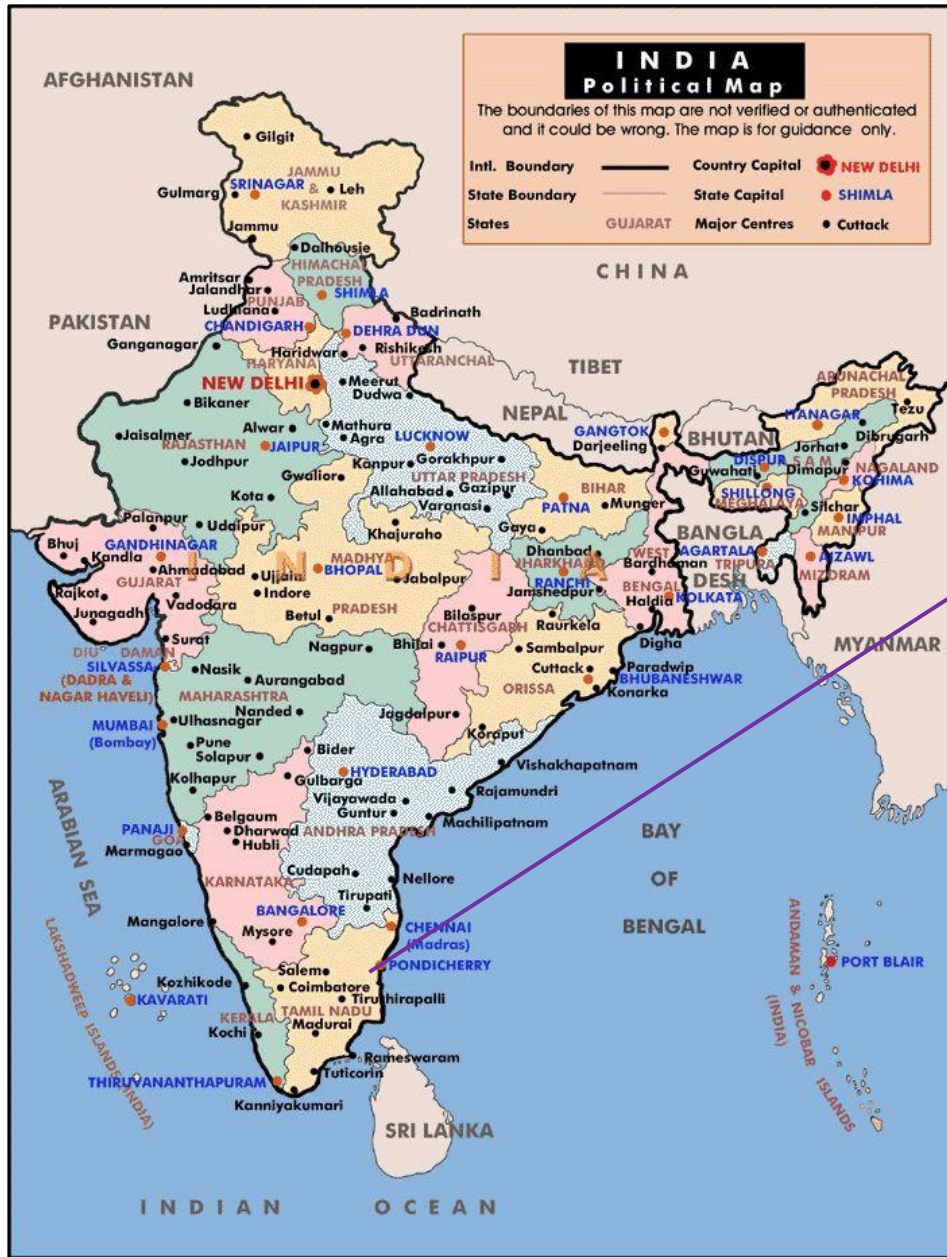 INDIA
Political Map
The boundaries of this map are not verified or authenticated
and it could be wrong. The map is for guidance only.
Intl. Boundary
Country Capital
NEW DELHI
State Boundary
State Capital
SHIMLA
States
GUJARAT
Major Centres
Cuttack
AFGHANISTAN
Gilgit
JAMMU
&
KASHMIR
SRINAGAR
Gulmarg
Leh
Jammu
CHINA
Dalhousie
HIMACHAL
PRADESH
SHIMLA
Amritsar
Jalandhar
PUNJAB
Ludhiana
PAKISTAN
CHANDIGARH
Badrinath
DEHRA DUN
Ganganagar
Haridwar
Rishikesh
UTTARANCHAL
HARYANA
TIBET
NEW DELHI
Meerut
Dudwa
NEPAL
ARUNACHAL
PRADESH
Tezu
Bikaner
ITANAGAR
Mathura
Alwar
Agra
LUCKNOW
GANGTOK
Darjeeling
BHUTAN
Dibrugarh
Jaisalmer
RAJASTHAN
JAIPUR
Jorhat
Jodhpur
Kanpur
Gorakhpur
DISPUR
S A M
Guwahati
Dimapur
NAGALAND
KOHIMA
Gwalior
UTTAR PRADESH
BIHAR
Allahabad
Gazipur
SHILLONG
MEGHALAYA
Kota
Varanasi
PATNA
Munger
Silchar
IMPHAL
Palanpur
Udaipur
Khajuraho
Gaya
BANGLA
DESH
MANIPUR
Bhuj
Kandla
GANDHINAGAR
I N D I A
MADHYA
PRADESH
Dhanbad
JHARKHAND
WEST
BENGAL
AGARTALA
TRIPURA
AIZAWL
MIZORAM
Ahmadabad
GUJARAT
Ujjain
BHOPAL
Jabalpur
RANCHI
Bardhaman
Rajkot
Indore
Jamshedpur
KOLKATA
Junagadh
Vadodara
Betul
Bilaspur
Haldia
CHATTISGARH
Raurkela
Digha
Surat
DIU
DAMAN
Nagpur
Bhilai
RAIPUR
Sambalpur
MYANMAR
SILVASSA
(DADRA &
NAGAR HAVELI)
Nasik
Aurangabad
Cuttack
Paradwip
BHUBANESHWAR
ORISSA
Konarka
MAHARASHTRA
Nanded
Jagdalpur
Ulhasnagar
MUMBAI
(Bombay)
Koraput
Pune
Solapur
Bider
Vishakhapatnam
Kolhapur
Gulbarga
HYDERABAD
Rajamundri
Vijayawada
Guntur
Belgaum
Machilipatnam
ANDHRA PRADESH
PANAJI
GOA
Dharwad
Hubli
Marmagao
ARABIAN SEA
BAY
OF
BENGAL
Cudapah
Nellore
KARNATAKA
Tirupati
BANGALORE
Mangalore
Mysore
CHENNAI
(Madras)
Salem
PONDICHERRY
PORT BLAIR
ANDAMAN & NICOBAR ISLANDS
(INDIA)
Kozhikode
Coimbatore
KAVARATI
LAKSHADWEEP ISLANDS (INDIA)
Tiruchirapalli
TAMIL NADU
KERALA
Kochi
Madurai
Rameswaram
Tuticorin
THIRUVANANTHAPURAM
Kanniyakumari
SRI LANKA
INDIAN OCEAN